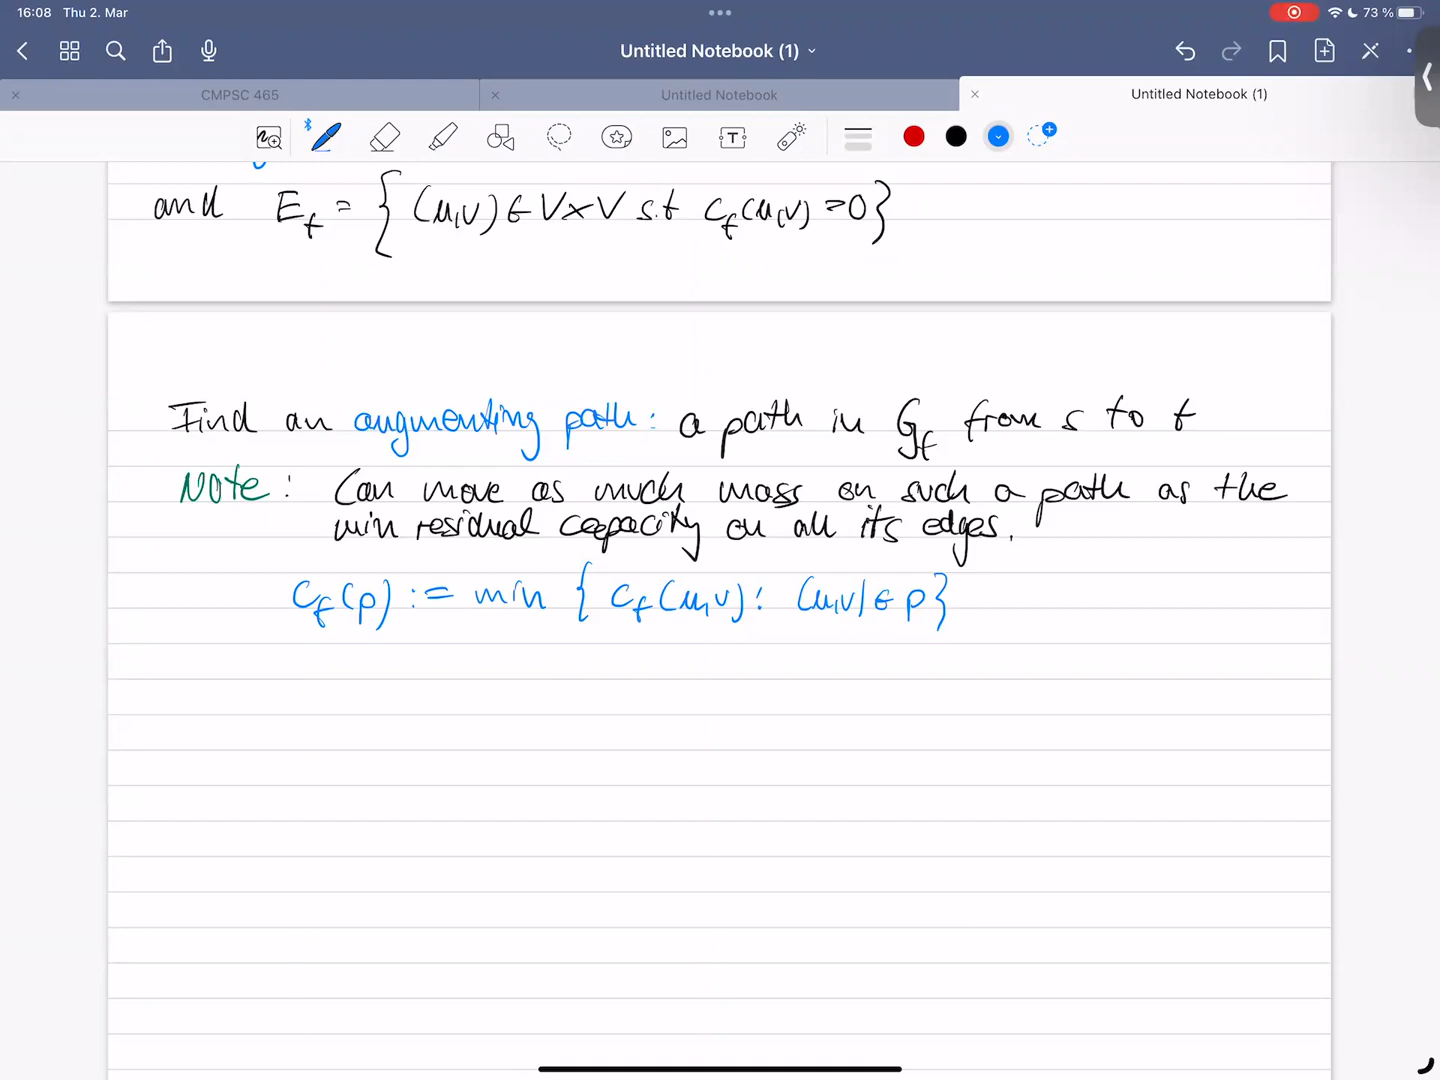 16:08 Thu 2. Mar 73 %
Untitled Notebook (1)
CMPSC 465 Untitled Notebook Untitled Notebook (1)
T
and E_f = { (u,v) ∈ V×V s.t c_f(u,v) = 0 }
Find an augmenting path: a path in G_f from s to t
Note: Can move as much mass on such a path as the
min residual capacity on all its edges.
c_f(p) := min { c_f(u,v) : (u,v) ∈ p }